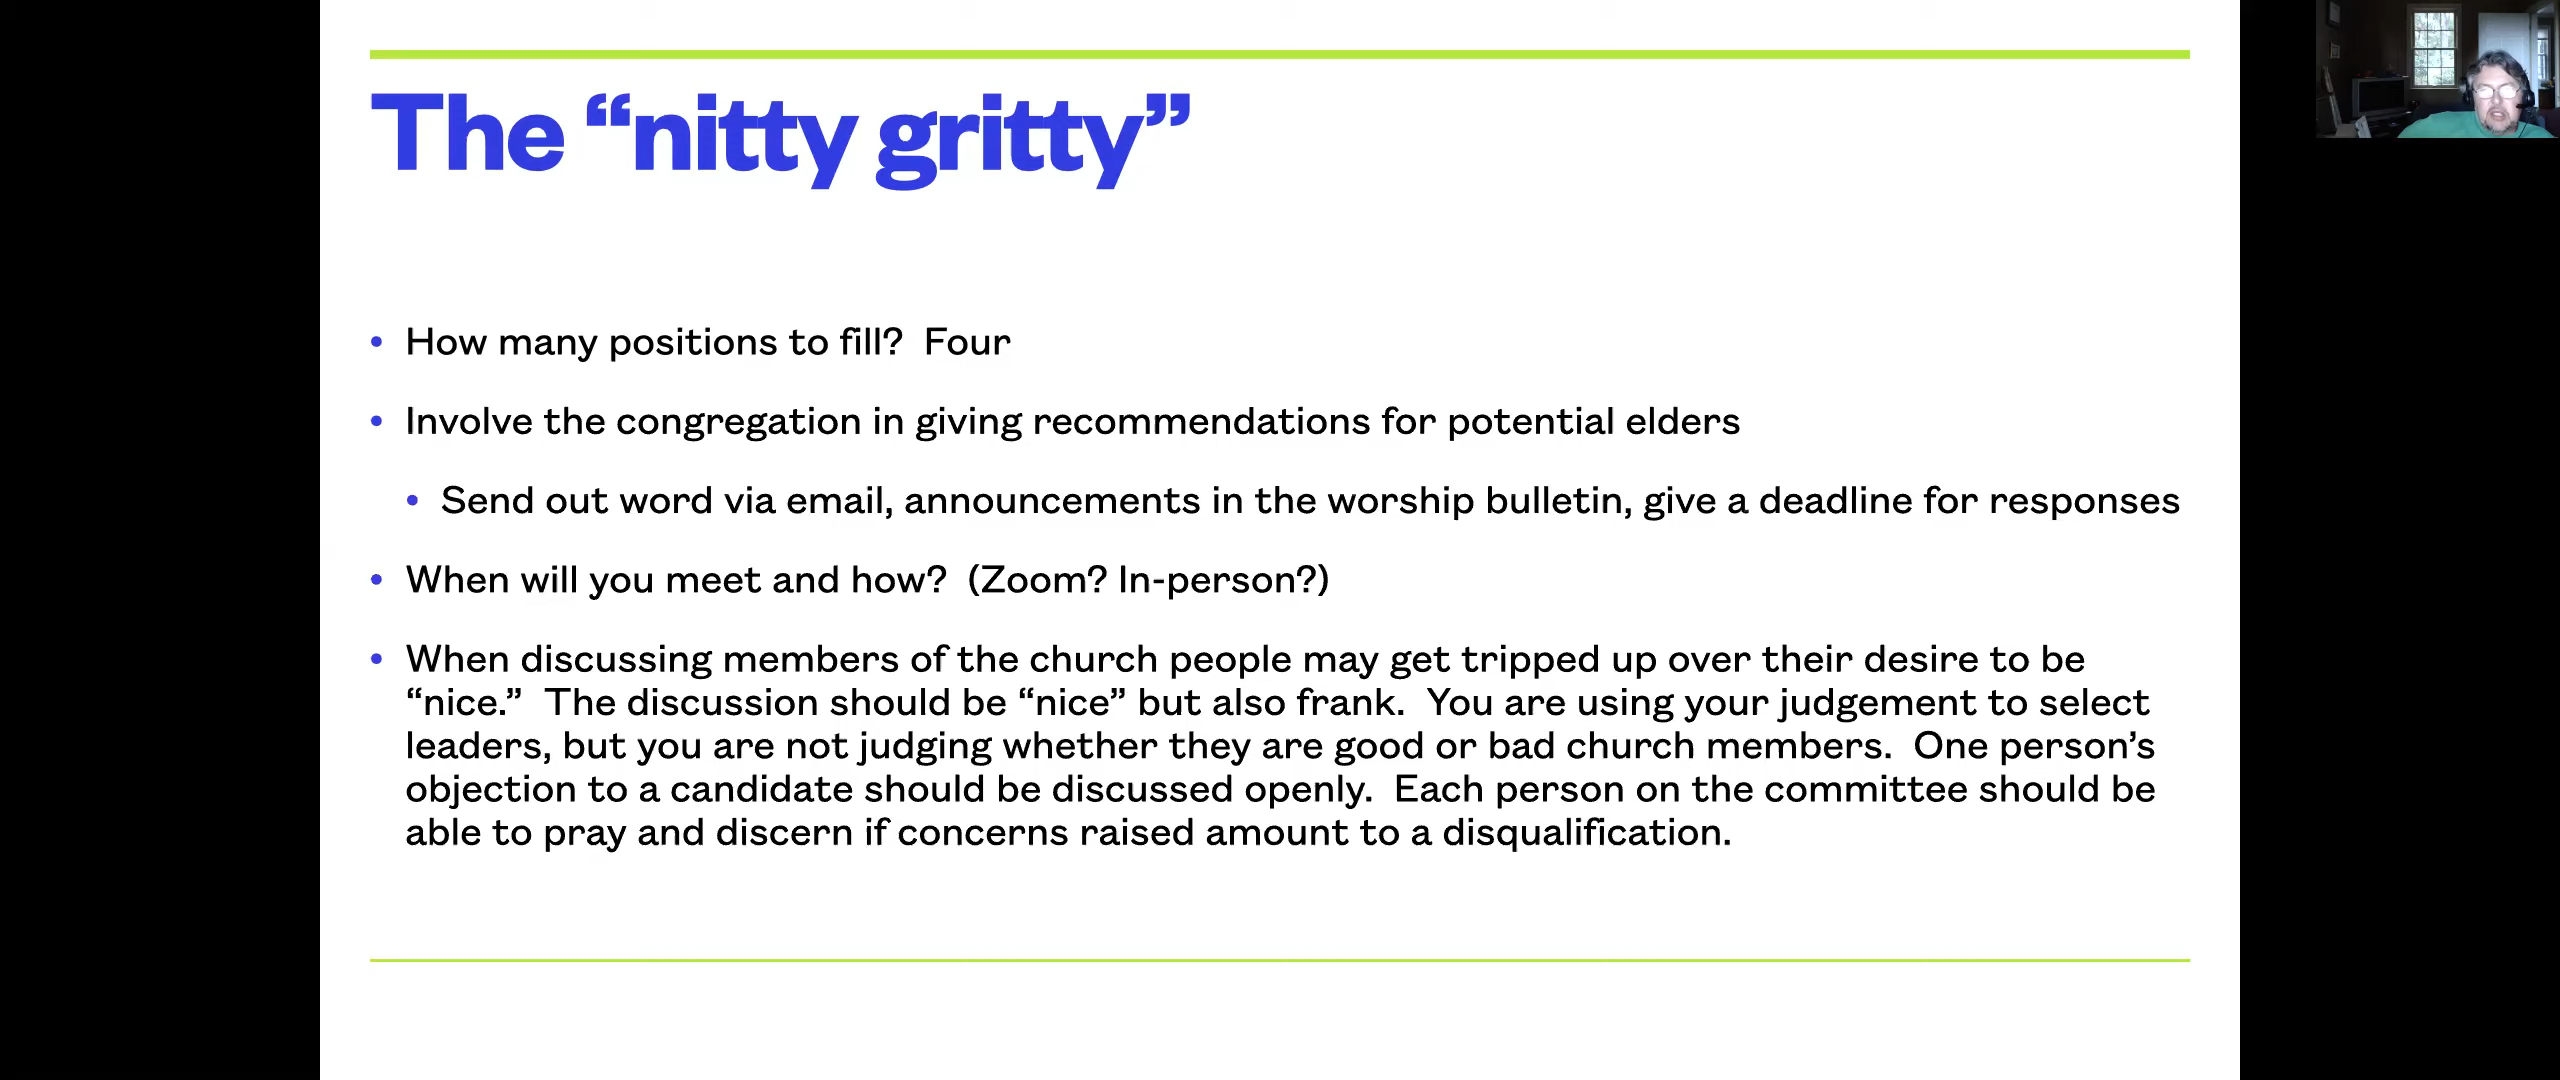 The “nitty gritty”
• How many positions to fill?  Four
• Involve the congregation in giving recommendations for potential elders
• Send out word via email, announcements in the worship bulletin, give a deadline for responses
• When will you meet and how?  (Zoom? In-person?)
• When discussing members of the church people may get tripped up over their desire to be
“nice.”  The discussion should be “nice” but also frank.  You are using your judgement to select
leaders, but you are not judging whether they are good or bad church members.  One person’s
objection to a candidate should be discussed openly.  Each person on the committee should be
able to pray and discern if concerns raised amount to a disqualification.